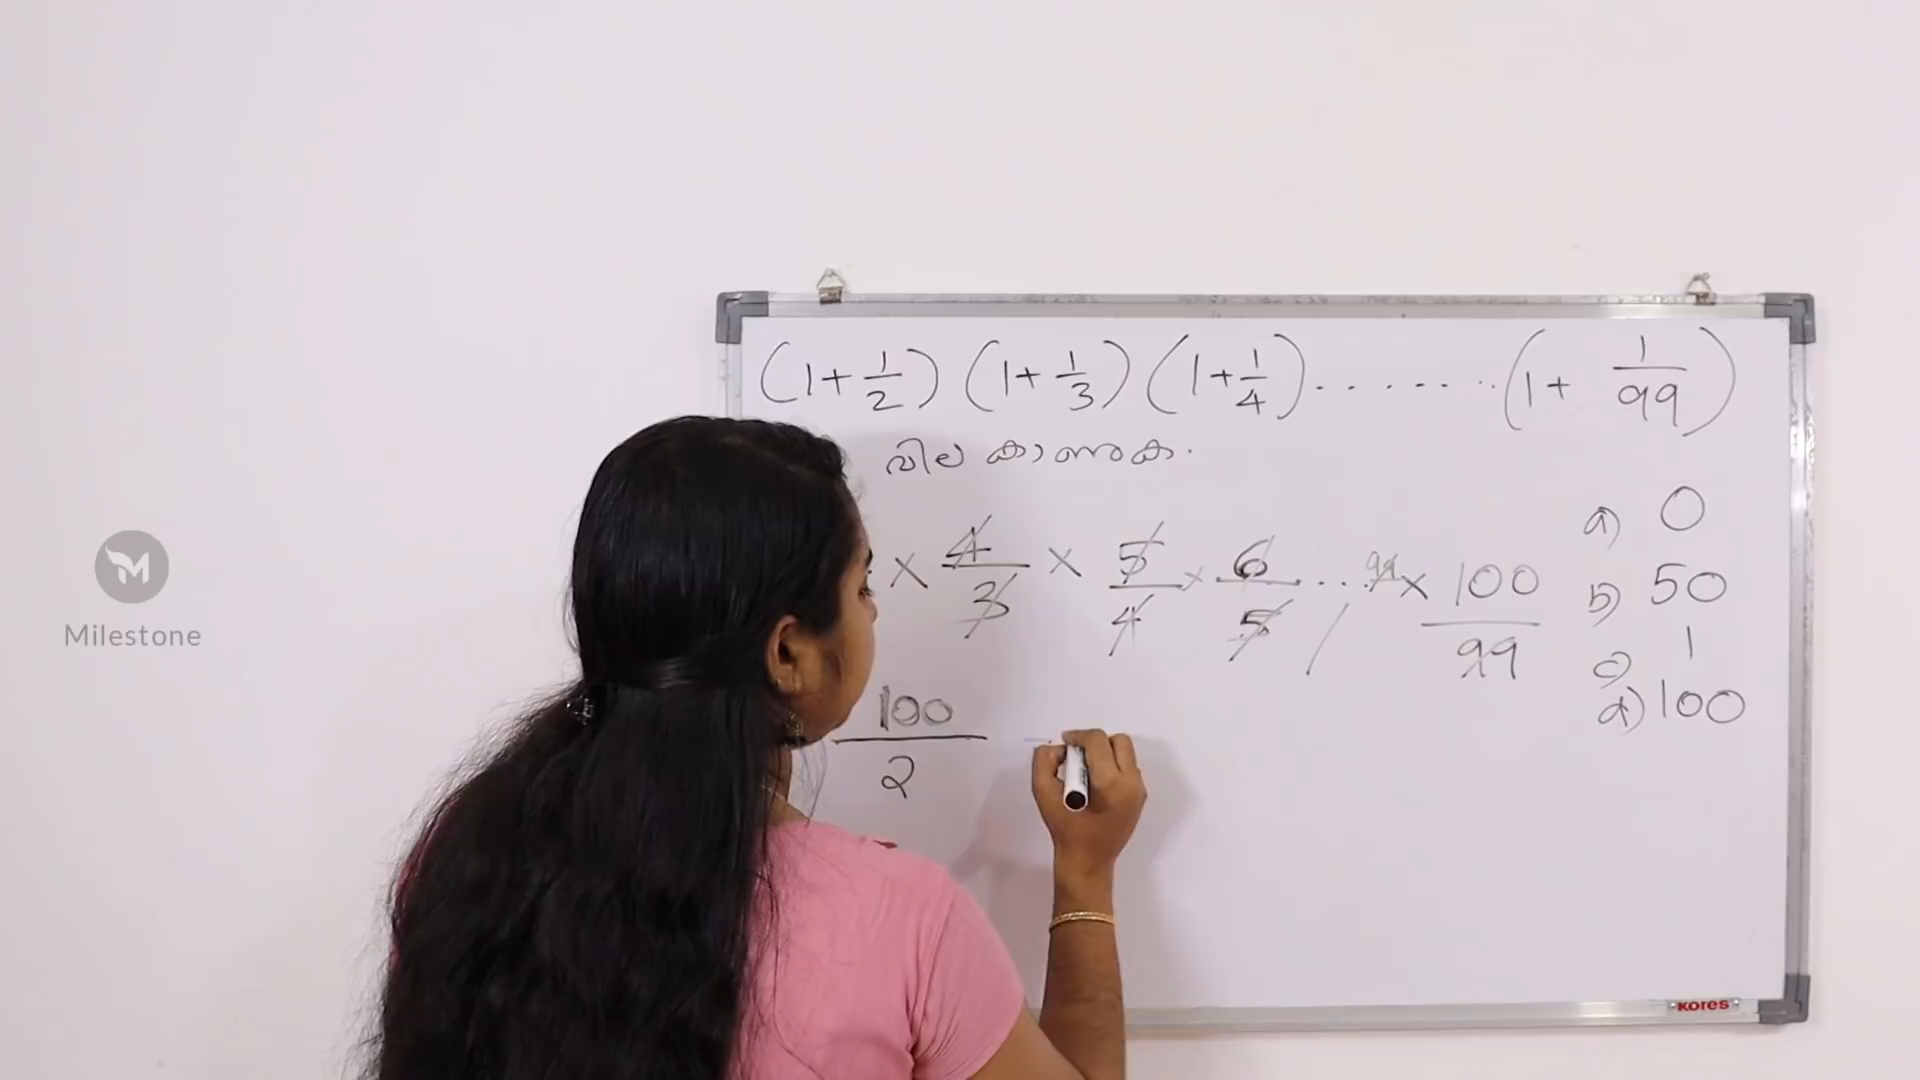 (1+1/2) (1+1/3) (1+1/4) . . . . . . . . (1+ 1/99)
വില കാണുക.
× 4/3 × 5/4 × 6/5 . . . 99 × 100/99
100/2 =
a) 0
b) 50
c) 1
d) 100
Milestone
KORES